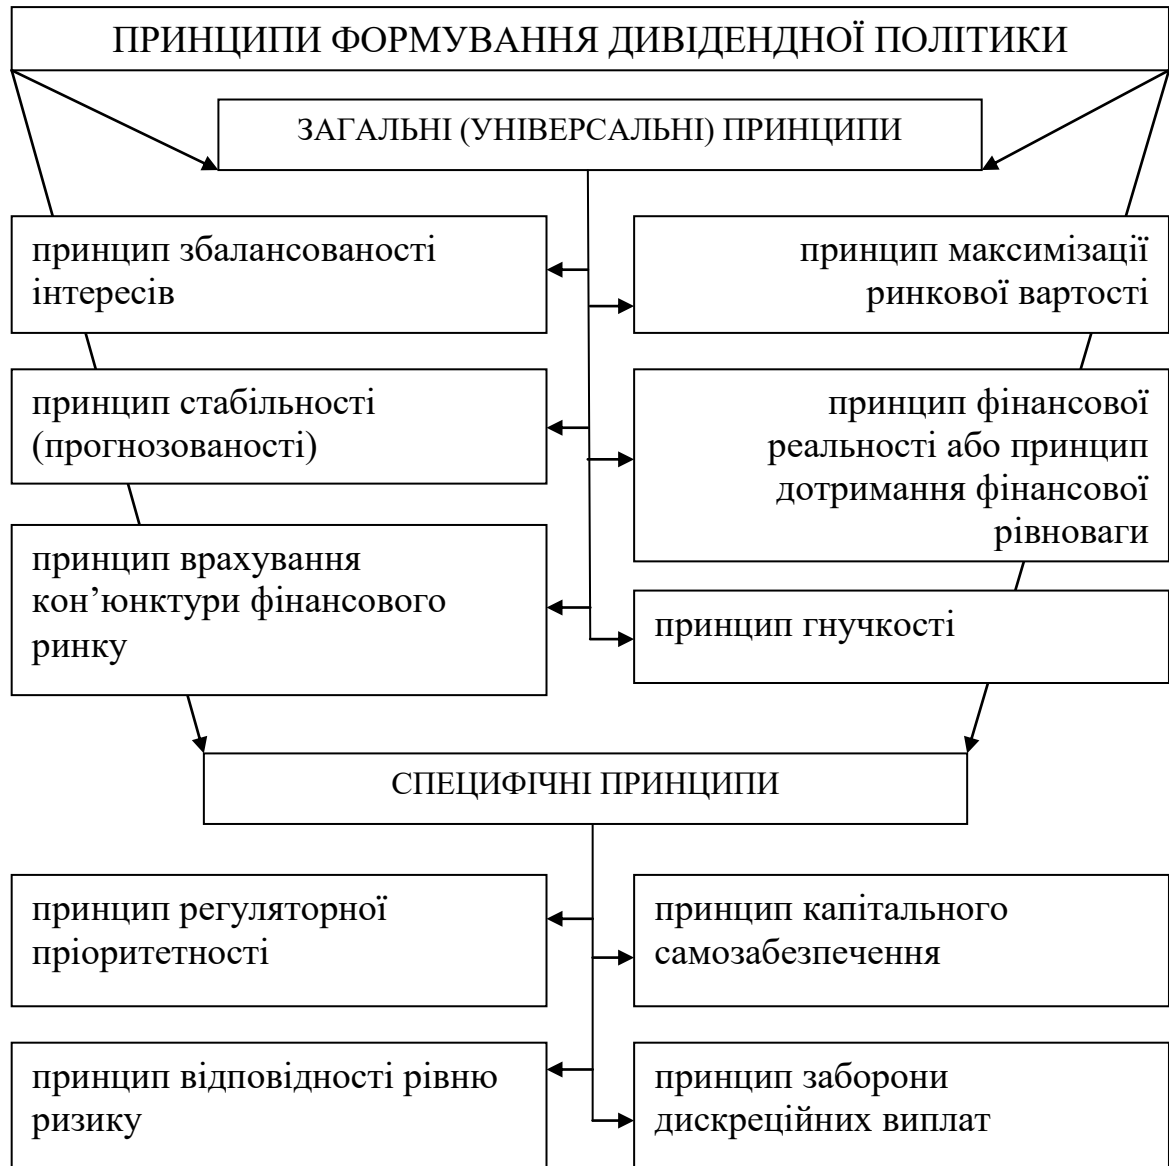 ПРИНЦИПИ ФОРМУВАННЯ ДИВІДЕНДНОЇ ПОЛІТИКИ
ЗАГАЛЬНІ (УНІВЕРСАЛЬНІ) ПРИНЦИПИ
принцип збалансованості
інтересів
принцип максимізації
ринкової вартості
принцип стабільності
(прогнозованості)
принцип фінансової
реальності або принцип
дотримання фінансової
рівноваги
принцип врахування
кон’юнктури фінансового
ринку
принцип гнучкості
СПЕЦИФІЧНІ ПРИНЦИПИ
принцип регуляторної
пріоритетності
принцип капітального
самозабезпечення
принцип відповідності рівню
ризику
принцип заборони
дискреційних виплат